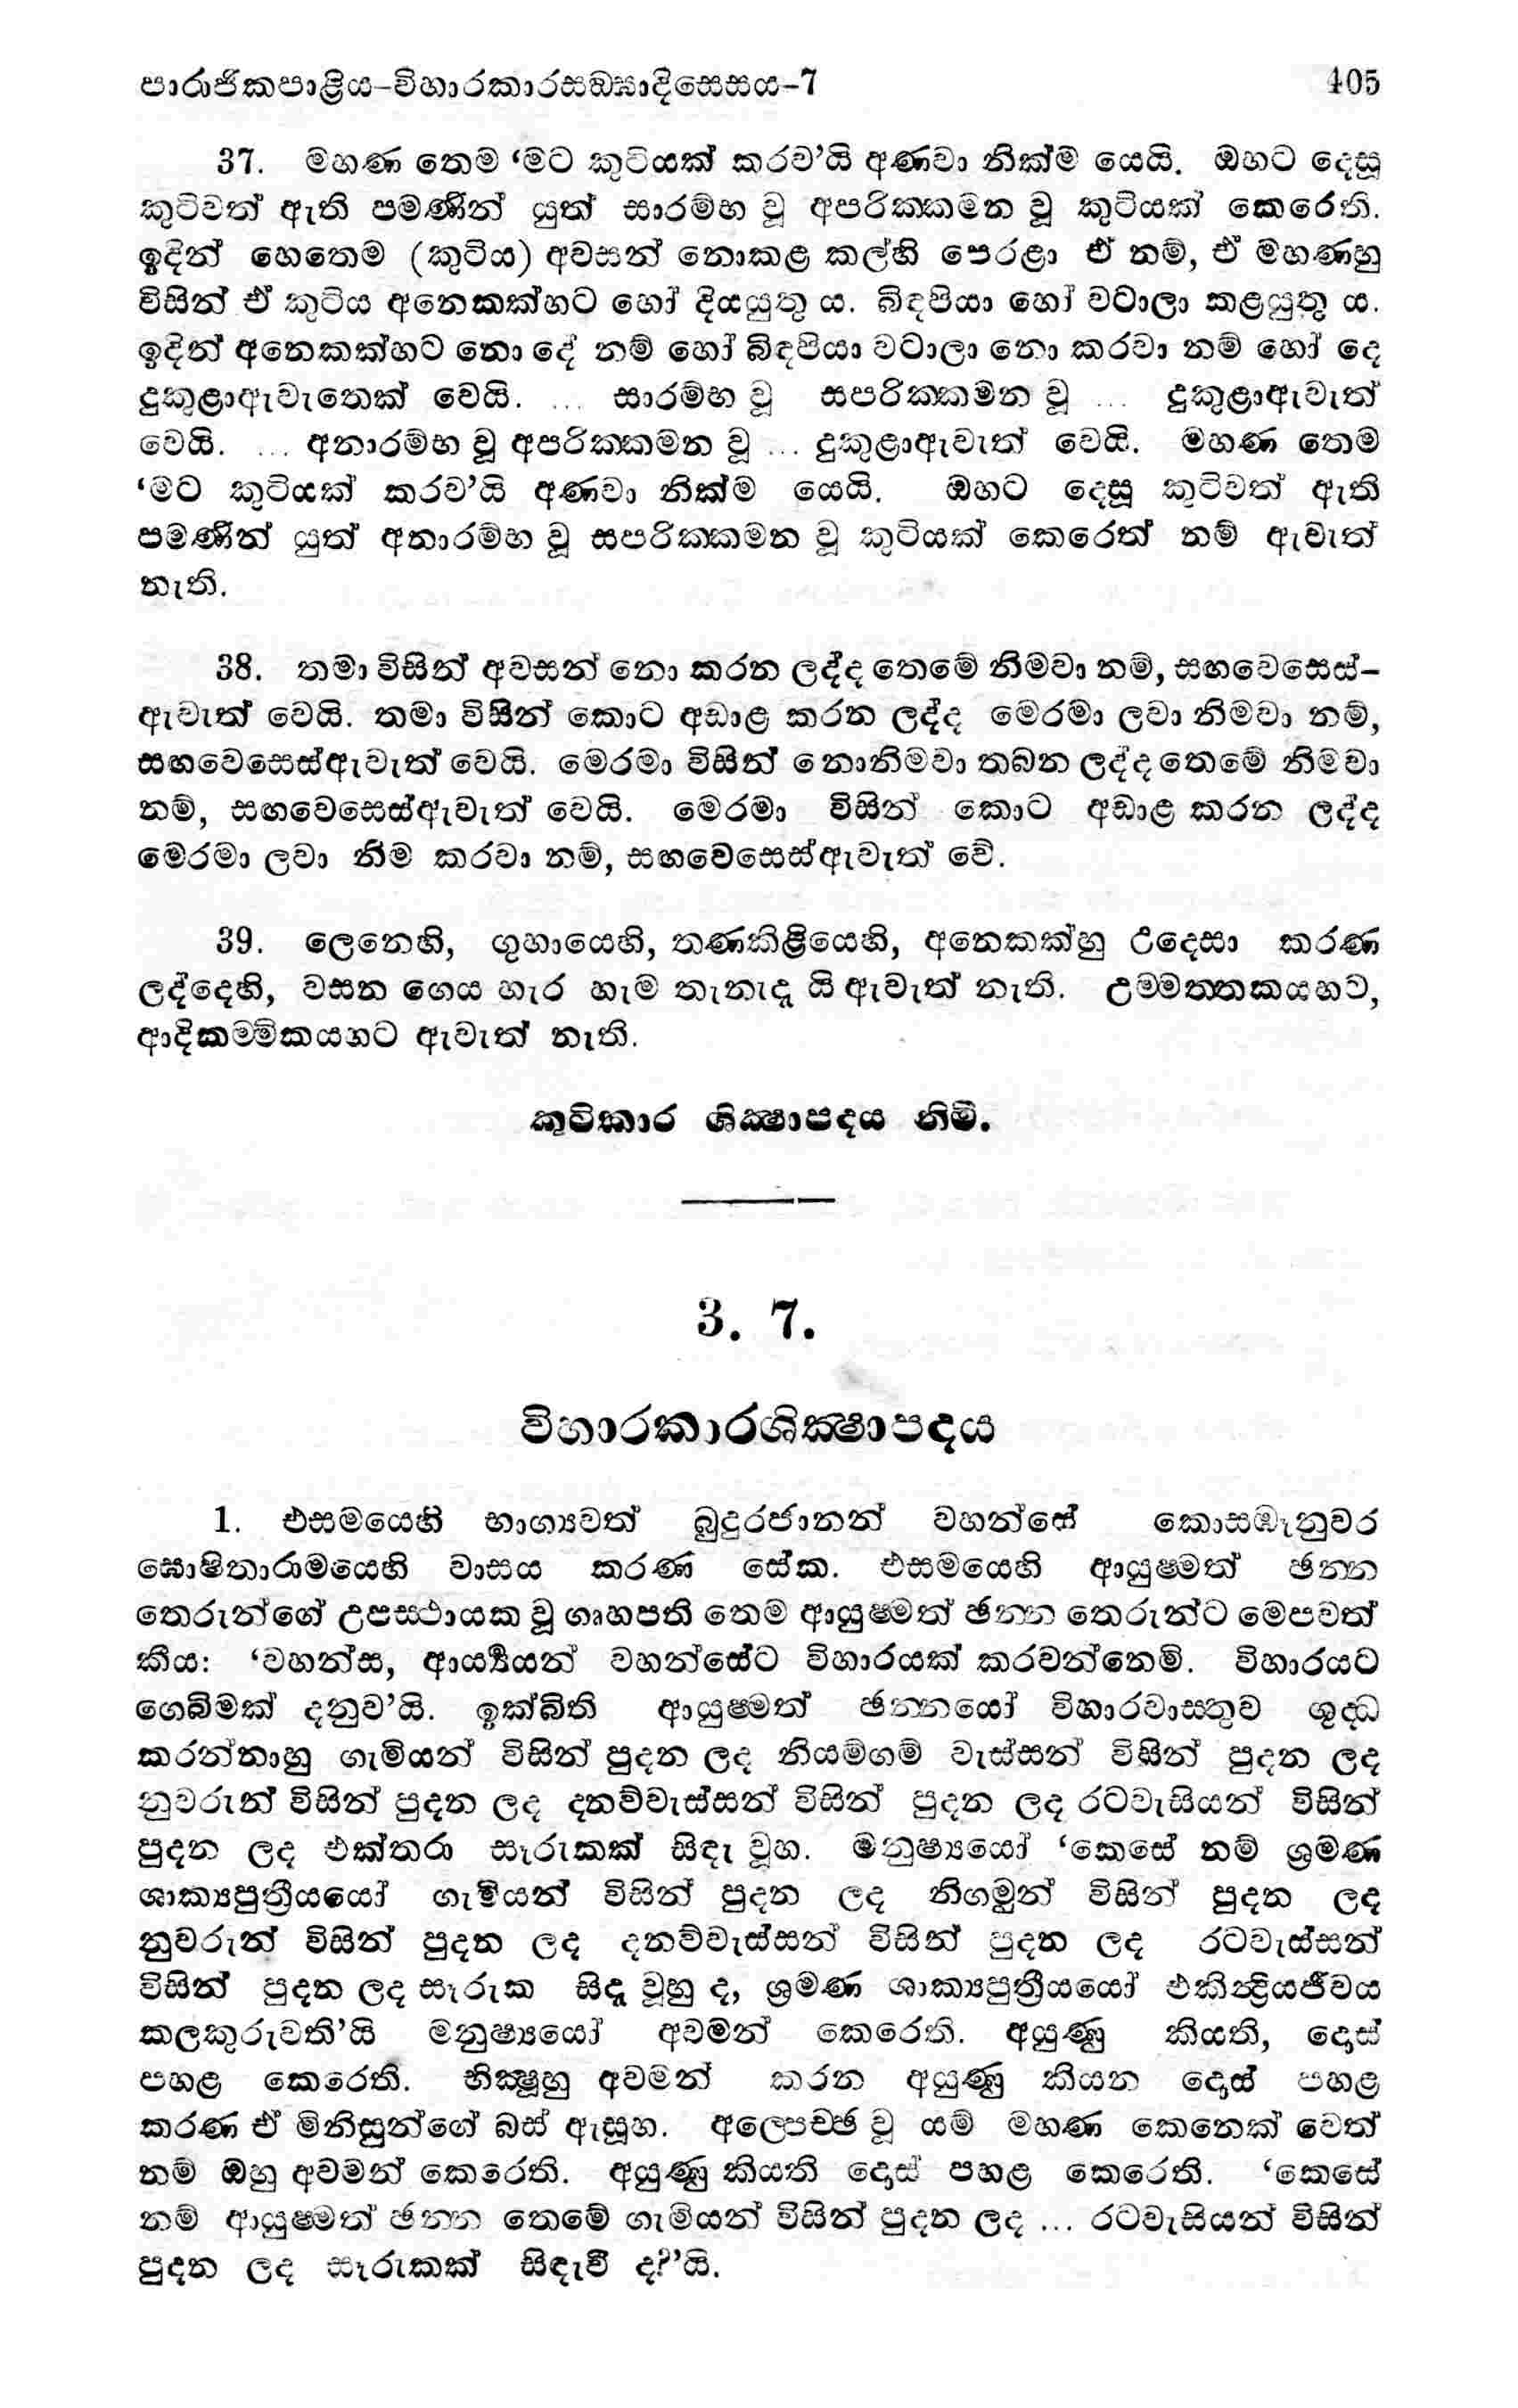 පාරාජිකපාළිය-විහාරකාරසඞ්ඝාදිසෙසය-7 405
37. මහණ තෙම ‘මට කුටියක් කරව’යි අණවා නික්ම යෙයි. ඔහට දෙසූ
කුටිවත් ඇති පමණින් යුත් සාරම්භ වූ අපරික්කමන වූ කුටියක් කෙරෙති.
ඉදින් හෙතෙම (කුටිය) අවසන් නොකළ කල්හි පෙරළා ඒ නම්, ඒ මහණහු
විසින් ඒ කුටිය අනෙකක්හට හෝ දියයුතු ය. බිඳපියා හෝ වටාලා කළයුතු ය.
ඉදින් අනෙකක්හට නො දේ නම් හෝ බිඳපියා වටාලා නො කරවා නම් හෝ දෙ
දුකුළාඇවැතෙක් වෙයි. ... සාරම්භ වූ සපරික්කමන වූ ... දුකුළාඇවැත්
වෙයි. ... අනාරම්භ වූ අපරික්කමන වූ ... දුකුළාඇවැත් වෙයි. මහණ තෙම
‘මට කුටියක් කරව’යි අණවා නික්ම යෙයි. ඔහට දෙසූ කුටිවත් ඇති
පමණින් යුත් අනාරම්භ වූ සපරික්කමන වූ කුටියක් කෙරෙත් නම් ඇවැත්
නැති.
38. තමා විසින් අවසන් නො කරන ලද්ද තෙමේ නිමවා නම්, සඟවෙසෙස්-
ඇවැත් වෙයි. තමා විසින් කොට අඩාළ කරන ලද්ද මෙරමා ලවා නිමවා නම්,
සඟවෙසෙස්ඇවැත් වෙයි. මෙරමා විසින් නොනිමවා තබන ලද්ද තෙමේ නිමවා
නම්, සඟවෙසෙස්ඇවැත් වෙයි. මෙරමා විසින් කොට අඩාළ කරන ලද්ද
මෙරමා ලවා නිම කරවා නම්, සඟවෙසෙස්ඇවැත් වේ.
39. ලෙනෙහි, ගුහායෙහි, තණකිළියෙහි, අනෙකක්හු උදෙසා කරණ
ලද්දෙහි, වසන ගෙය හැර හැම තැනැදූ යි ඇවැත් නැති. උම්මත්තකයහට,
ආදිකම්මිකයහට ඇවැත් නැති.
කුටිකාර ශික්ෂාපදය නිමි.
3. 7.
විහාරකාරශික්ෂාපදය
1. එසමයෙහි භාග්‍යවත් බුදුරජානන් වහන්සේ කොසඹෑනුවර
ඝොෂිතාරාමයෙහි වාසය කරණ සේක. එසමයෙහි ආයුෂ්මත් ඡන්න
තෙරුන්ගේ උපස්ථායක වූ ගෘහපති තෙම ආයුෂ්මත් ඡන්න තෙරුන්ට මෙපවත්
කීය: ‘වහන්ස, ආර්‍ය්‍යයන් වහන්සේට විහාරයක් කරවන්නෙමි. විහාරයට
ගෙබිමක් දනුව’යි. ඉක්බිති ආයුෂ්මත් ඡන්නයෝ විහාරවාස්තුව ශුද්ධ
කරන්නාහු ගැමියන් විසින් පුදන ලද නියම්ගම් වැස්සන් විසින් පුදන ලද
නුවරුන් විසින් පුදන ලද දනව්වැස්සන් විසින් පුදන ලද රටවැසියන් විසින්
පුදන ලද එක්තරා සෑරුකක් සිඳැ වූහ. මනුෂ්‍යයෝ ‘කෙසේ නම් ශ්‍රමණ
ශාක්‍යපුත්‍රීයයෝ ගැමියන් විසින් පුදන ලද නිගමුන් විසින් පුදන ලද
නුවරුන් විසින් පුදන ලද දනව්වැස්සන් විසින් පුදන ලද රටවැස්සන්
විසින් පුදන ලද සෑරුක සිඳූ වූහු ද, ශ්‍රමණ ශාක්‍යපුත්‍රීයයෝ එකින්ද්‍රියජීවය
කලකුරුවති’යි මනුෂ්‍යයෝ අවමන් කෙරෙති. අයුණු කියති, දොස්
පහළ කෙරෙති. භික්ෂූහු අවමන් කරන අයුණු කියන දොස් පහළ
කරණ ඒ මිනිසුන්ගේ බස් ඇසූහ. අල්පෙච්ඡ වූ යම් මහණ කෙනෙක් වෙත්
නම් ඔහු අවමන් කෙරෙති. අයුණු කියති දොස් පහළ කෙරෙති. ‘කෙසේ
නම් ආයුෂ්මත් ඡන්න තෙමේ ගැමියන් විසින් පුදන ලද ... රටවැසියන් විසින්
පුදන ලද සෑරුකක් සිඳැවී ද?’යි.